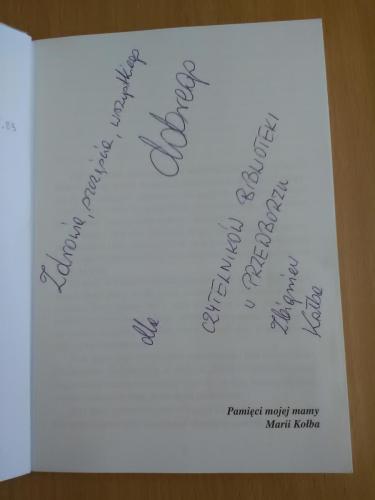 Zdrowia, szczęścia, wszystkiego
dobrego
dla
CZYTELNIKÓW BIBLIOTEKI
W PRZEDBORZU
Zbigniew
Kołba
Pamięci mojej mamy
Marii Kołba